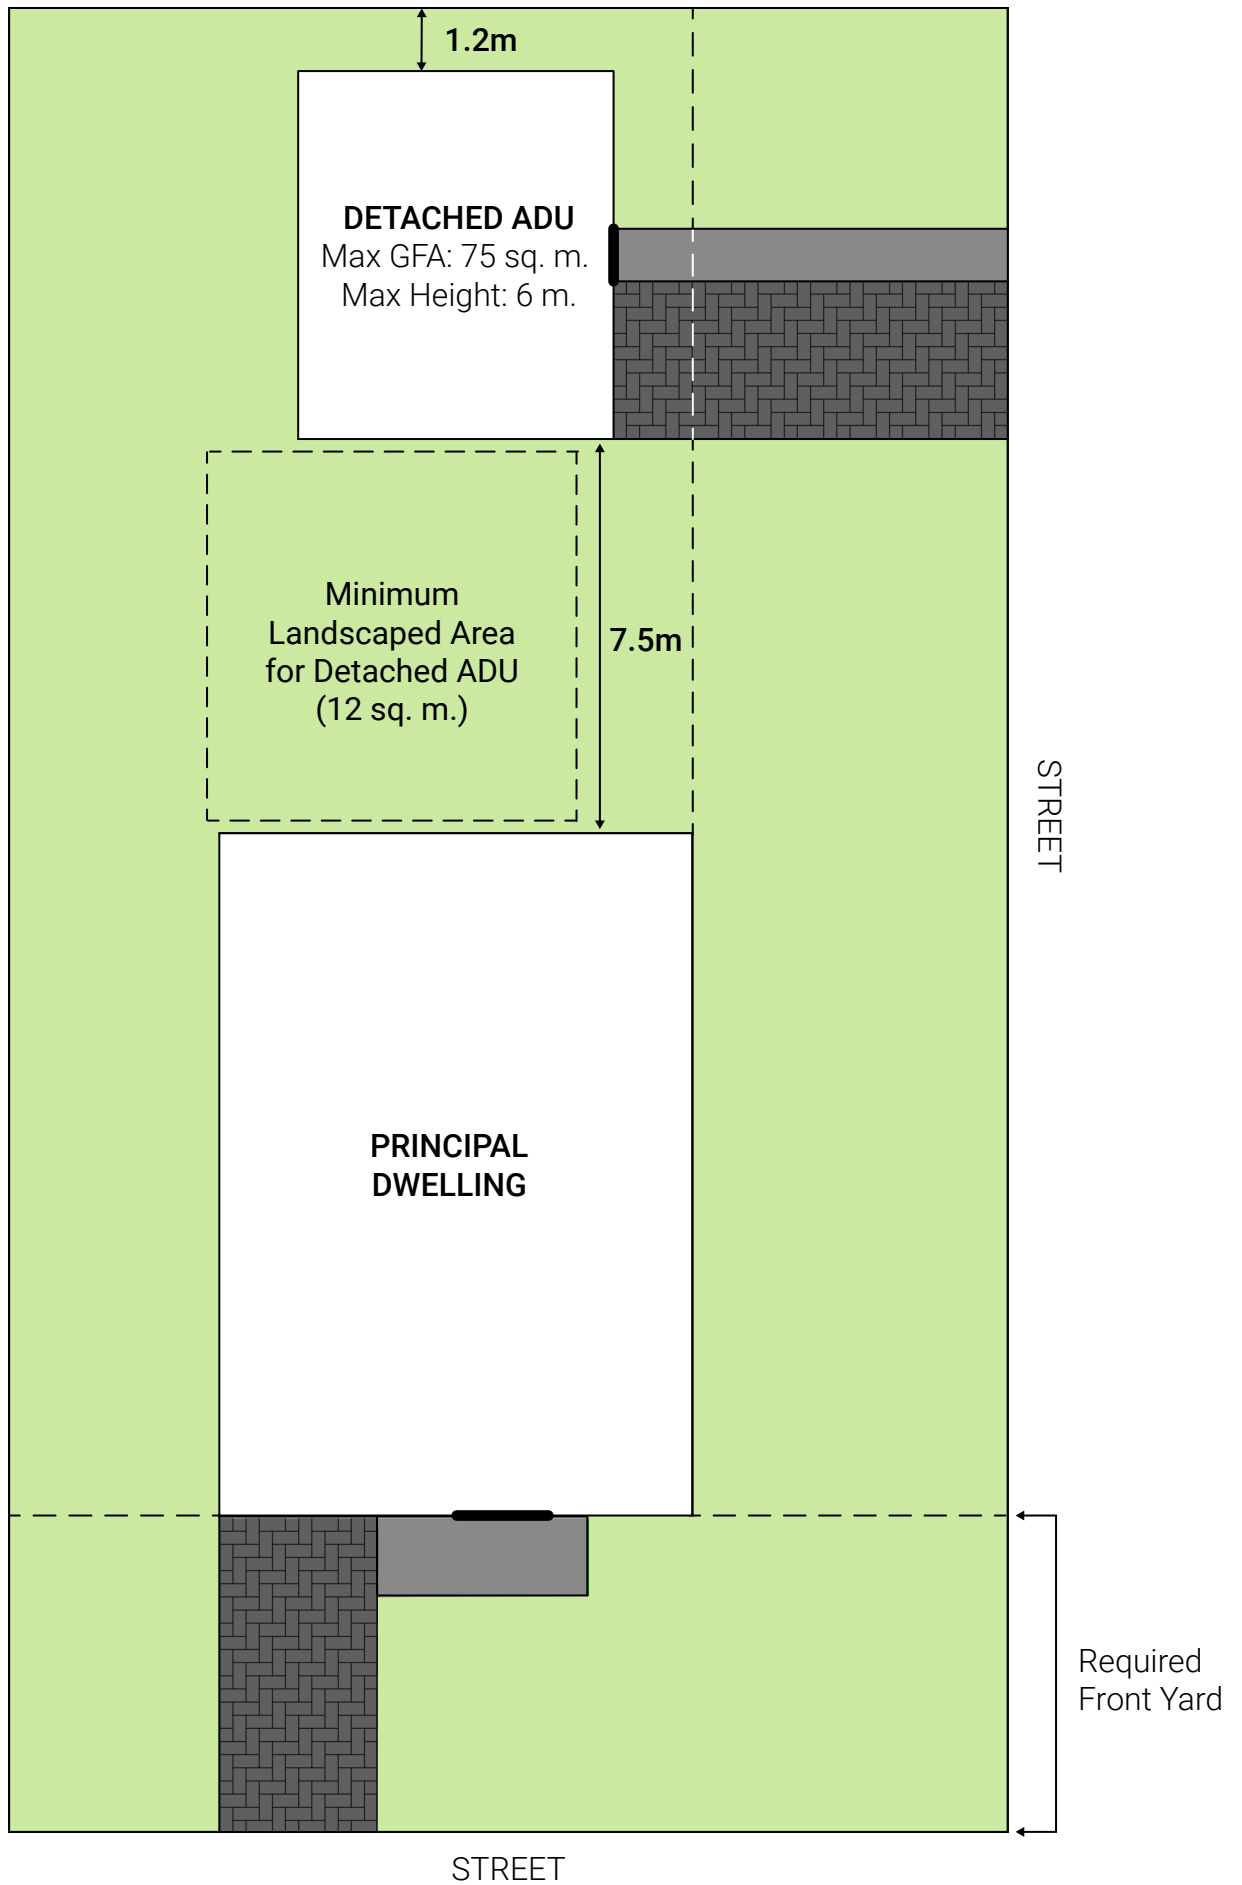 1.2m
DETACHED ADU
Max GFA: 75 sq. m.
Max Height: 6 m.
Minimum
Landscaped Area
for Detached ADU
(12 sq. m.)
7.5m
STREET
PRINCIPAL
DWELLING
Required
Front Yard
STREET